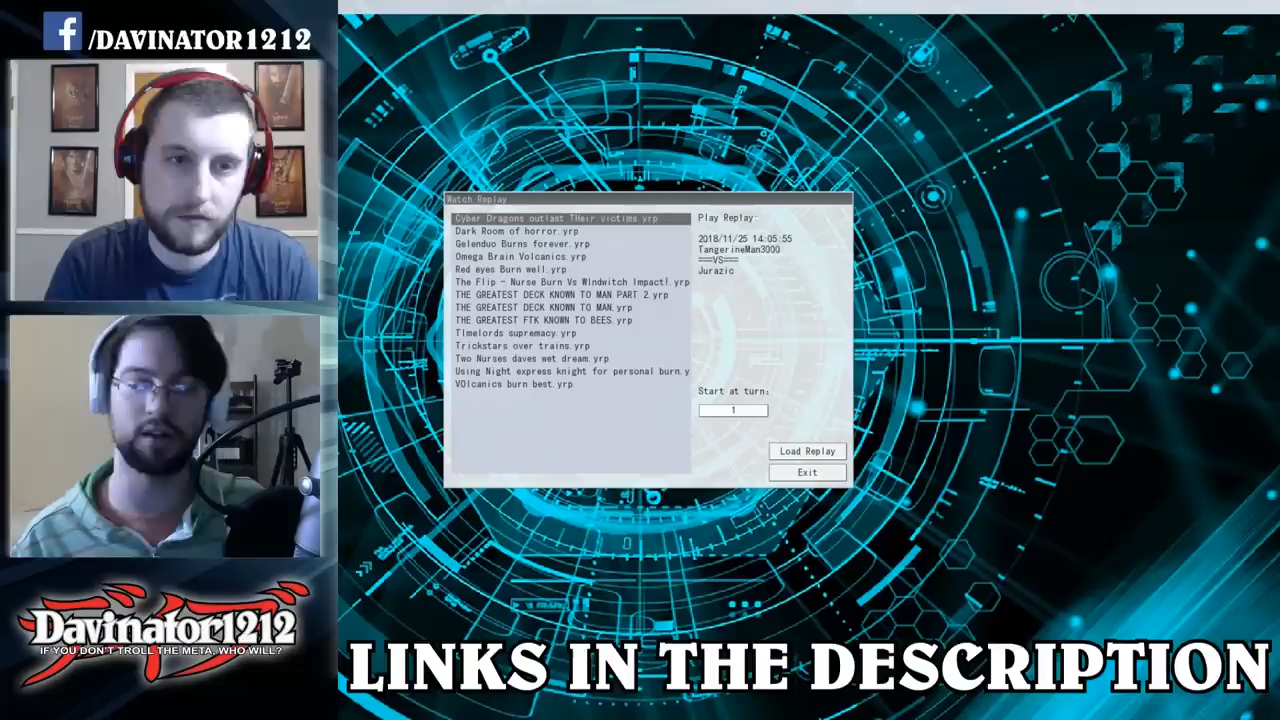 /DAVINATOR1212
Watch Replay
Cyber Dragons outlast THeir victims.yrp
Dark Room of horror.yrp
Gelenduo Burns forever.yrp
Omega Brain Volcanics.yrp
Red eyes Burn well.yrp
The Flip - Nurse Burn Vs WIndwitch Impact!.yrp
THE GREATEST DECK KNOWN TO MAN PART 2.yrp
THE GREATEST DECK KNOWN TO MAN.yrp
THE GREATEST FTK KNOWN TO BEES.yrp
TImelords supremacy.yrp
Trickstars over trains.yrp
Two Nurses daves wet dream.yrp
Using Night express knight for personal burn.y
VOlcanics burn best.yrp
Play Replay:
2018/11/25 14:05:55
TangerineMan3000
===VS===
Jurazic
Start at turn:
1
Load Replay
Exit
Davinator1212
IF YOU DON'T TROLL THE META, WHO WILL?
LINKS IN THE DESCRIPTION